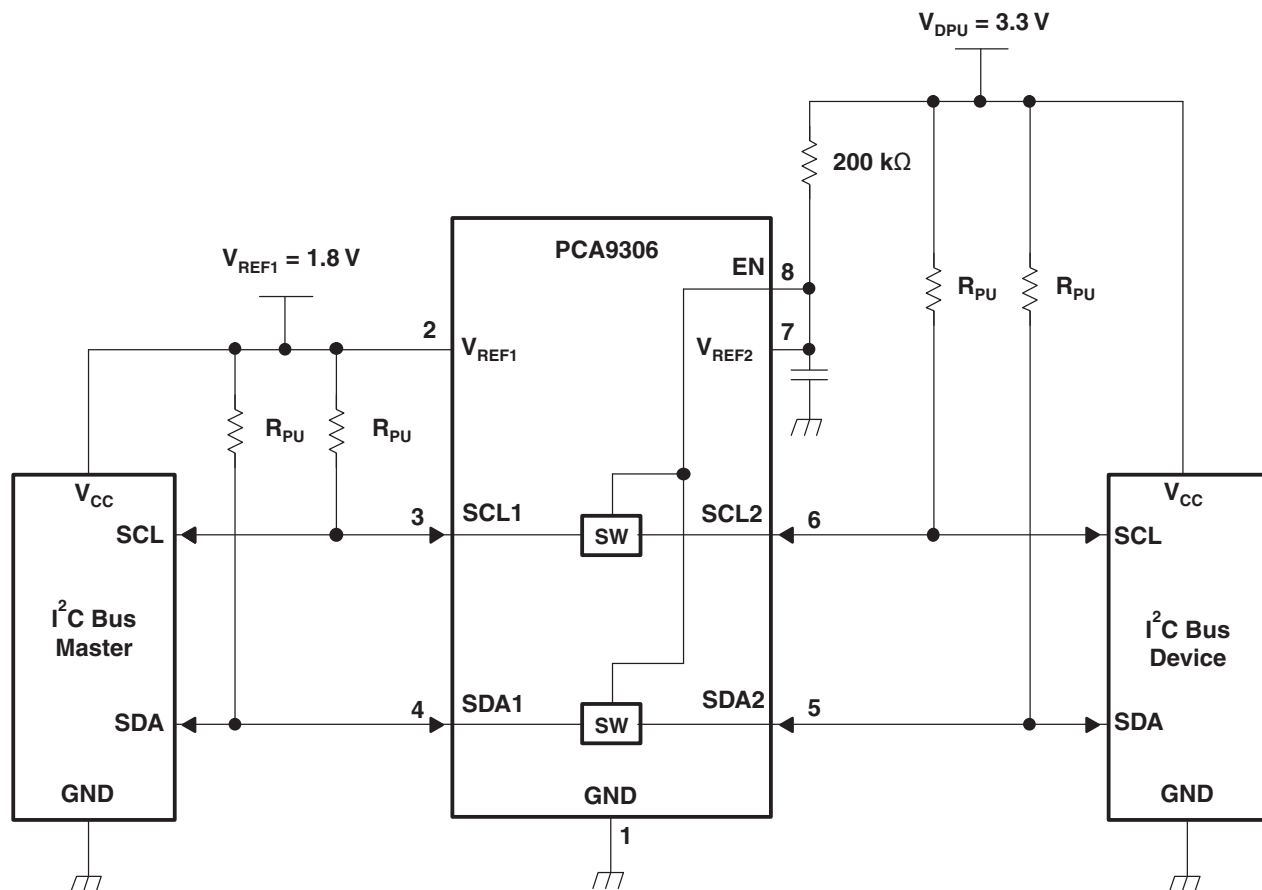 V_DPU = 3.3 V
200 kΩ
PCA9306
V_REF1 = 1.8 V
EN
8
R_PU
R_PU
2
7
V_REF1
V_REF2
R_PU
R_PU
V_CC
V_CC
SCL
3
SCL1
SW
SCL2
6
SCL
I²C Bus
Master
I²C Bus
Device
SDA
4
SDA1
SW
SDA2
5
SDA
GND
GND
GND
1